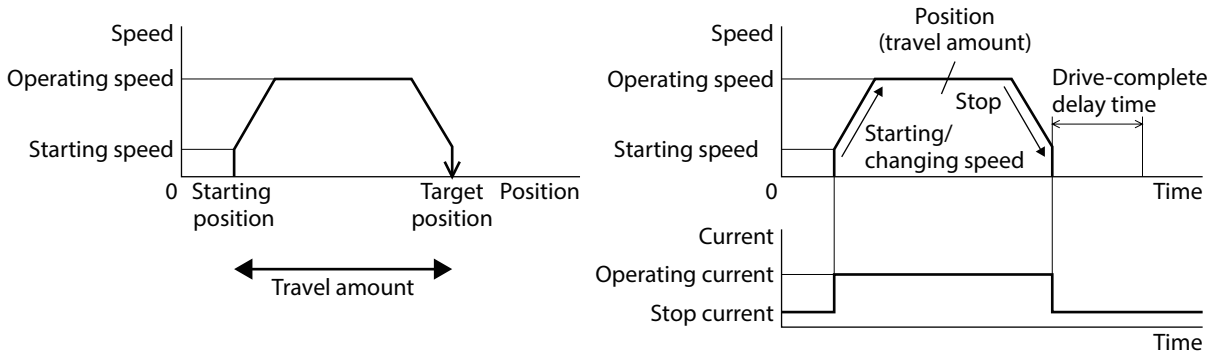 Speed
Operating speed
Starting speed
0
Starting
position
Target
position
Position
Travel amount
Speed
Position
(travel amount)
Operating speed
Drive-complete
delay time
Stop
Starting/
changing speed
Starting speed
0
Time
Current
Operating current
Stop current
Time